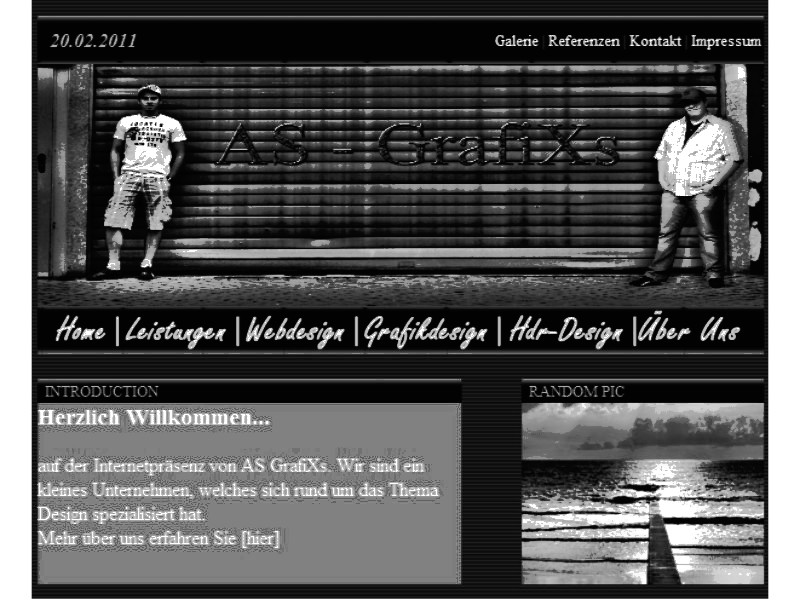 20.02.2011
Galerie | Referenzen | Kontakt | Impressum
AS - GrafiXs
Home | Leistungen | Webdesign | Grafikdesign | Hdr-Design | Über Uns
INTRODUCTION
Herzlich Willkommen...
auf der Internetpräsenz von AS GrafiXs. Wir sind ein
kleines Unternehmen, welches sich rund um das Thema
Design spezialisiert hat.
Mehr über uns erfahren Sie [hier]
RANDOM PIC